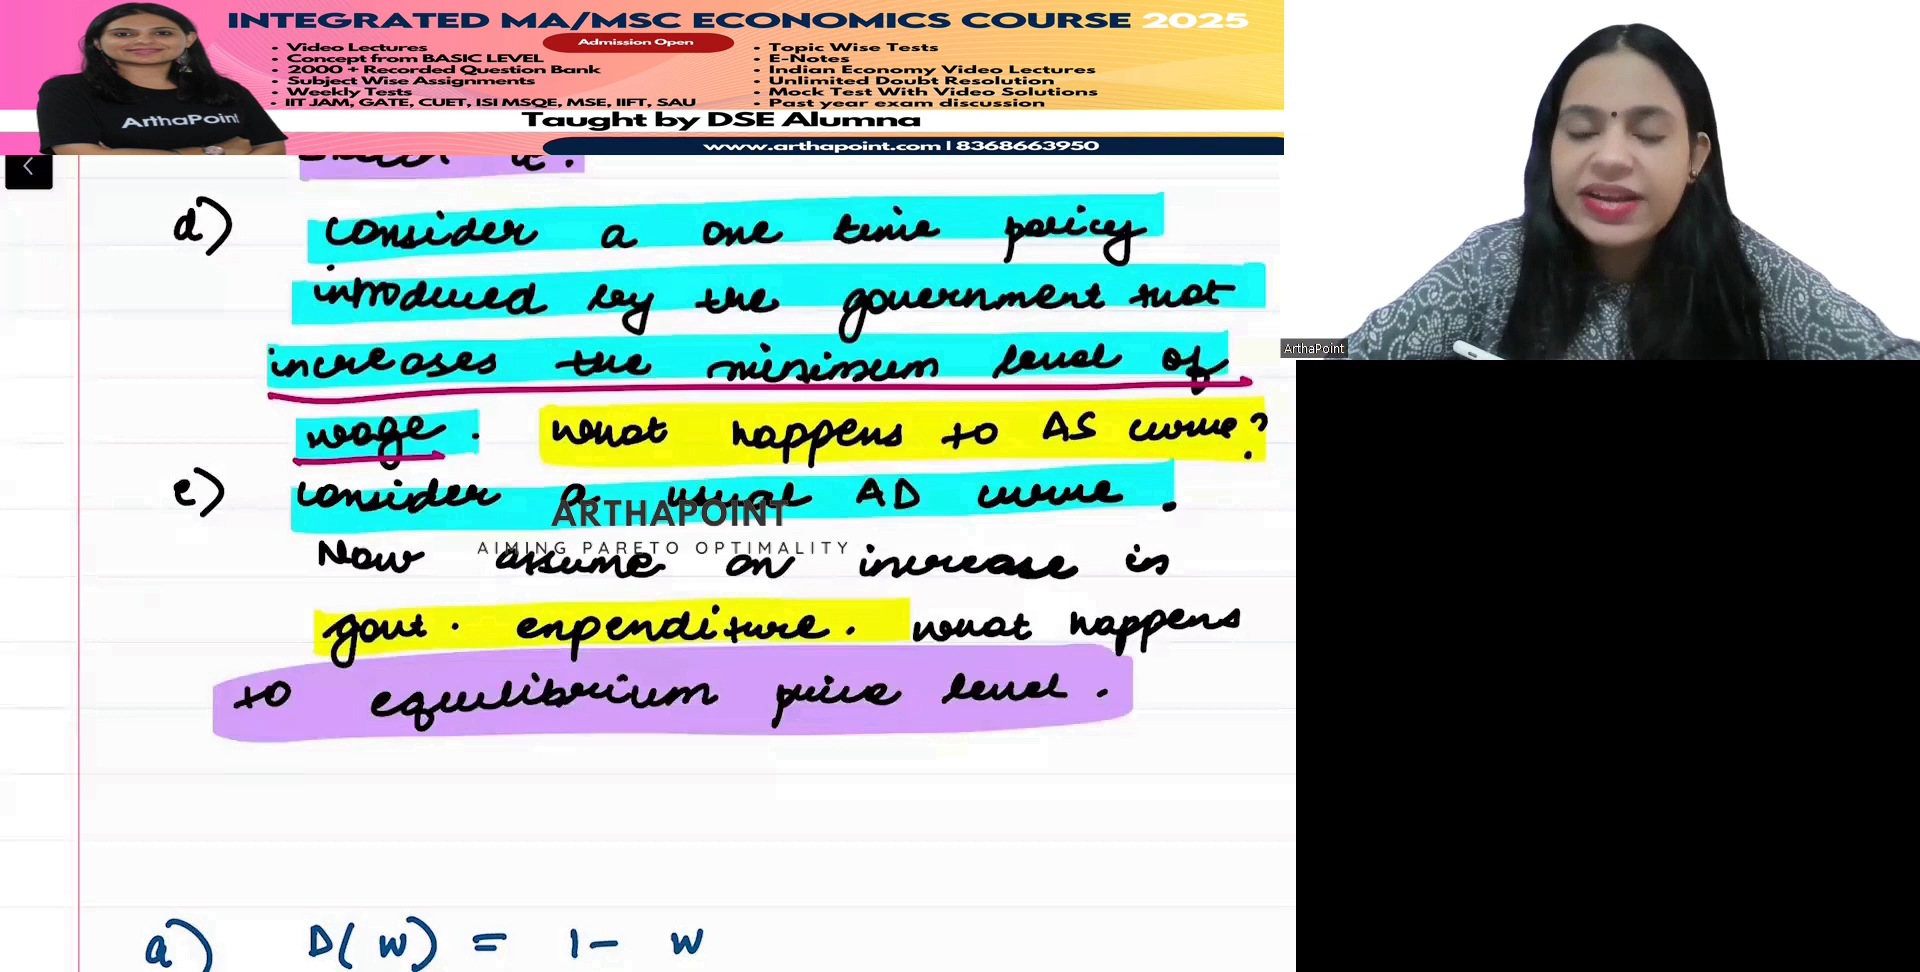 INTEGRATED MA/MSC ECONOMICS COURSE 2025
Admission Open
• Video Lectures
• Concept from BASIC LEVEL
• 2000 + Recorded Question Bank
• Subject Wise Assignments
• Weekly Tests
• IIT JAM, GATE, CUET, ISI MSQE, MSE, IIFT, SAU
• Topic Wise Tests
• E-Notes
• Indian Economy Video Lectures
• Unlimited Doubt Resolution
• Mock Test With Video Solutions
• Past year exam discussion
ArthaPoint
Taught by DSE Alumna
www.arthapoint.com | 8368663950
it.
d) Consider a one time policy
introduced by the government that
increases the minimum level of
wage. What happens to AS curve?
e) Consider a usual AD curve.
ARTHAPOINT
AIMING PARETO OPTIMALITY
Now assume an increase in
govt. expenditure. What happens
to equilibrium price level.
a) D(w) = 1 - w
ArthaPoint